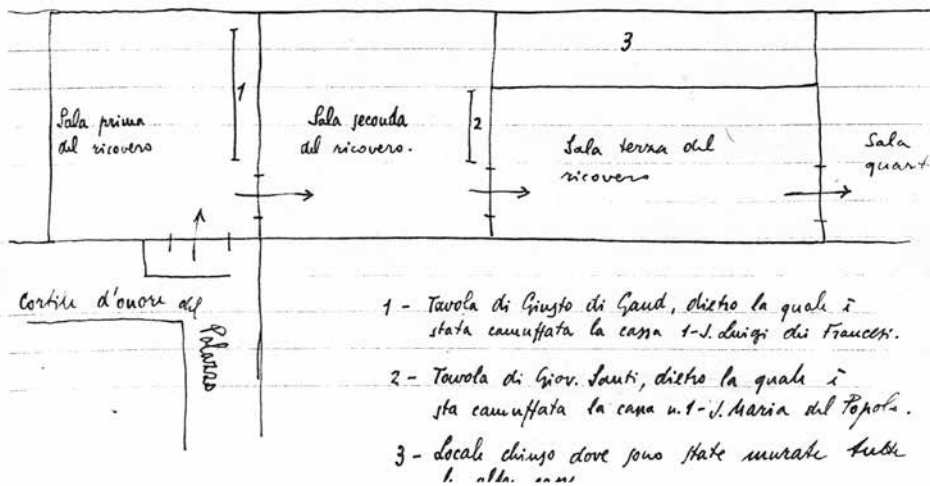 3
1
Sala prima
del ricovero
Sala seconda
del ricovero.
2
Sala terza del
ricovero
Sala
quart
Cortile d'onore del
Palazzo
1 - Tavola di Giusto di Gand, dietro la quale è
stata camuffata la cassa 1-S. Luigi dei Francesi.
2 - Tavola di Giov. Santi, dietro la quale è
sta camuffata la cassa n. 1-S. Maria del Popolo.
3 - Locale chiuso dove sono state murate tutte
le altre casse